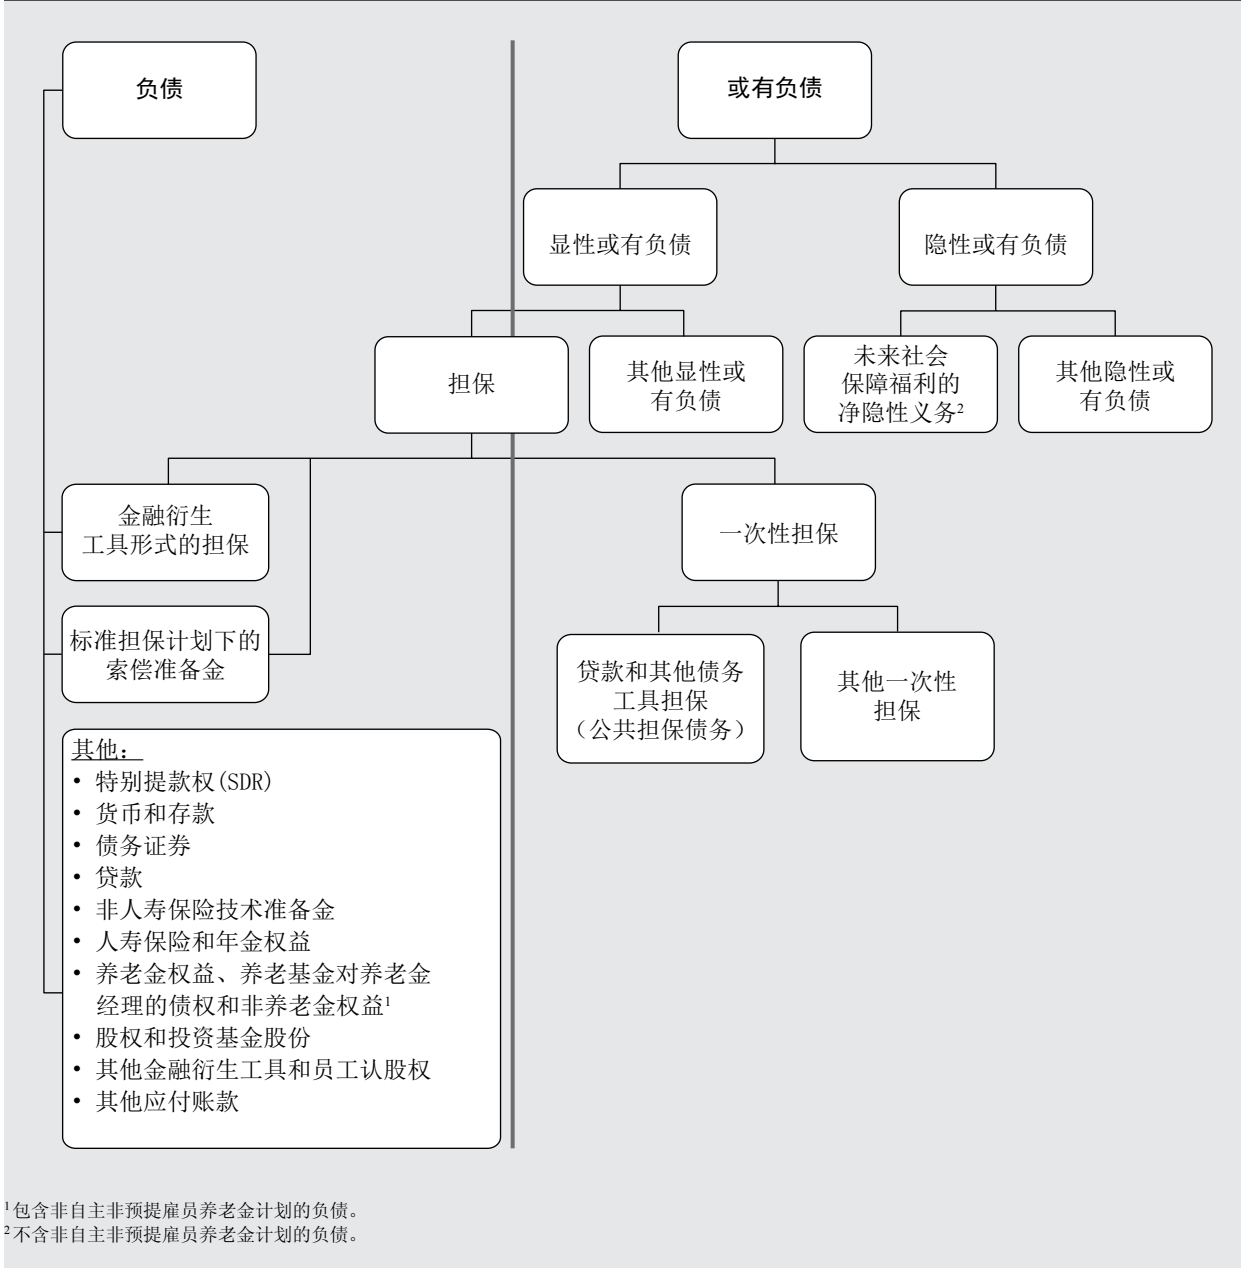 负债
或有负债
显性或有负债
隐性或有负债
担保
其他显性或
有负债
未来社会
保障福利的
净隐性义务²
其他隐性或
有负债
金融衍生
工具形式的担保
一次性担保
标准担保计划下的
索偿准备金
贷款和其他债务
工具担保
（公共担保债务）
其他一次性
担保
其他：
• 特别提款权(SDR)
• 货币和存款
• 债务证券
• 贷款
• 非人寿保险技术准备金
• 人寿保险和年金权益
• 养老金权益、养老基金对养老金
经理的债权和非养老金权益¹
• 股权和投资基金股份
• 其他金融衍生工具和员工认股权
• 其他应付账款
¹包含非自主非预提雇员养老金计划的负债。
²不含非自主非预提雇员养老金计划的负债。